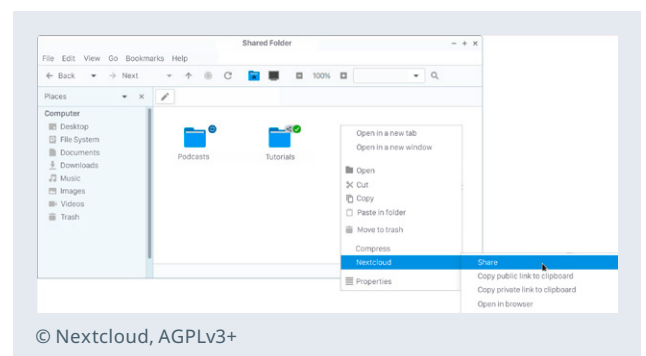 Shared Folder
File Edit View Go Bookmarks Help
Back Next 100%
Places
Computer
Desktop
File System
Documents
Downloads
Music
Images
Videos
Trash
Podcasts
Tutorials
Open in a new tab
Open in a new window
Open
Cut
Copy
Paste in folder
Move to trash
Compress
Nextcloud
Properties
Share
Copy public link to clipboard
Copy private link to clipboard
Open in browser
© Nextcloud, AGPLv3+